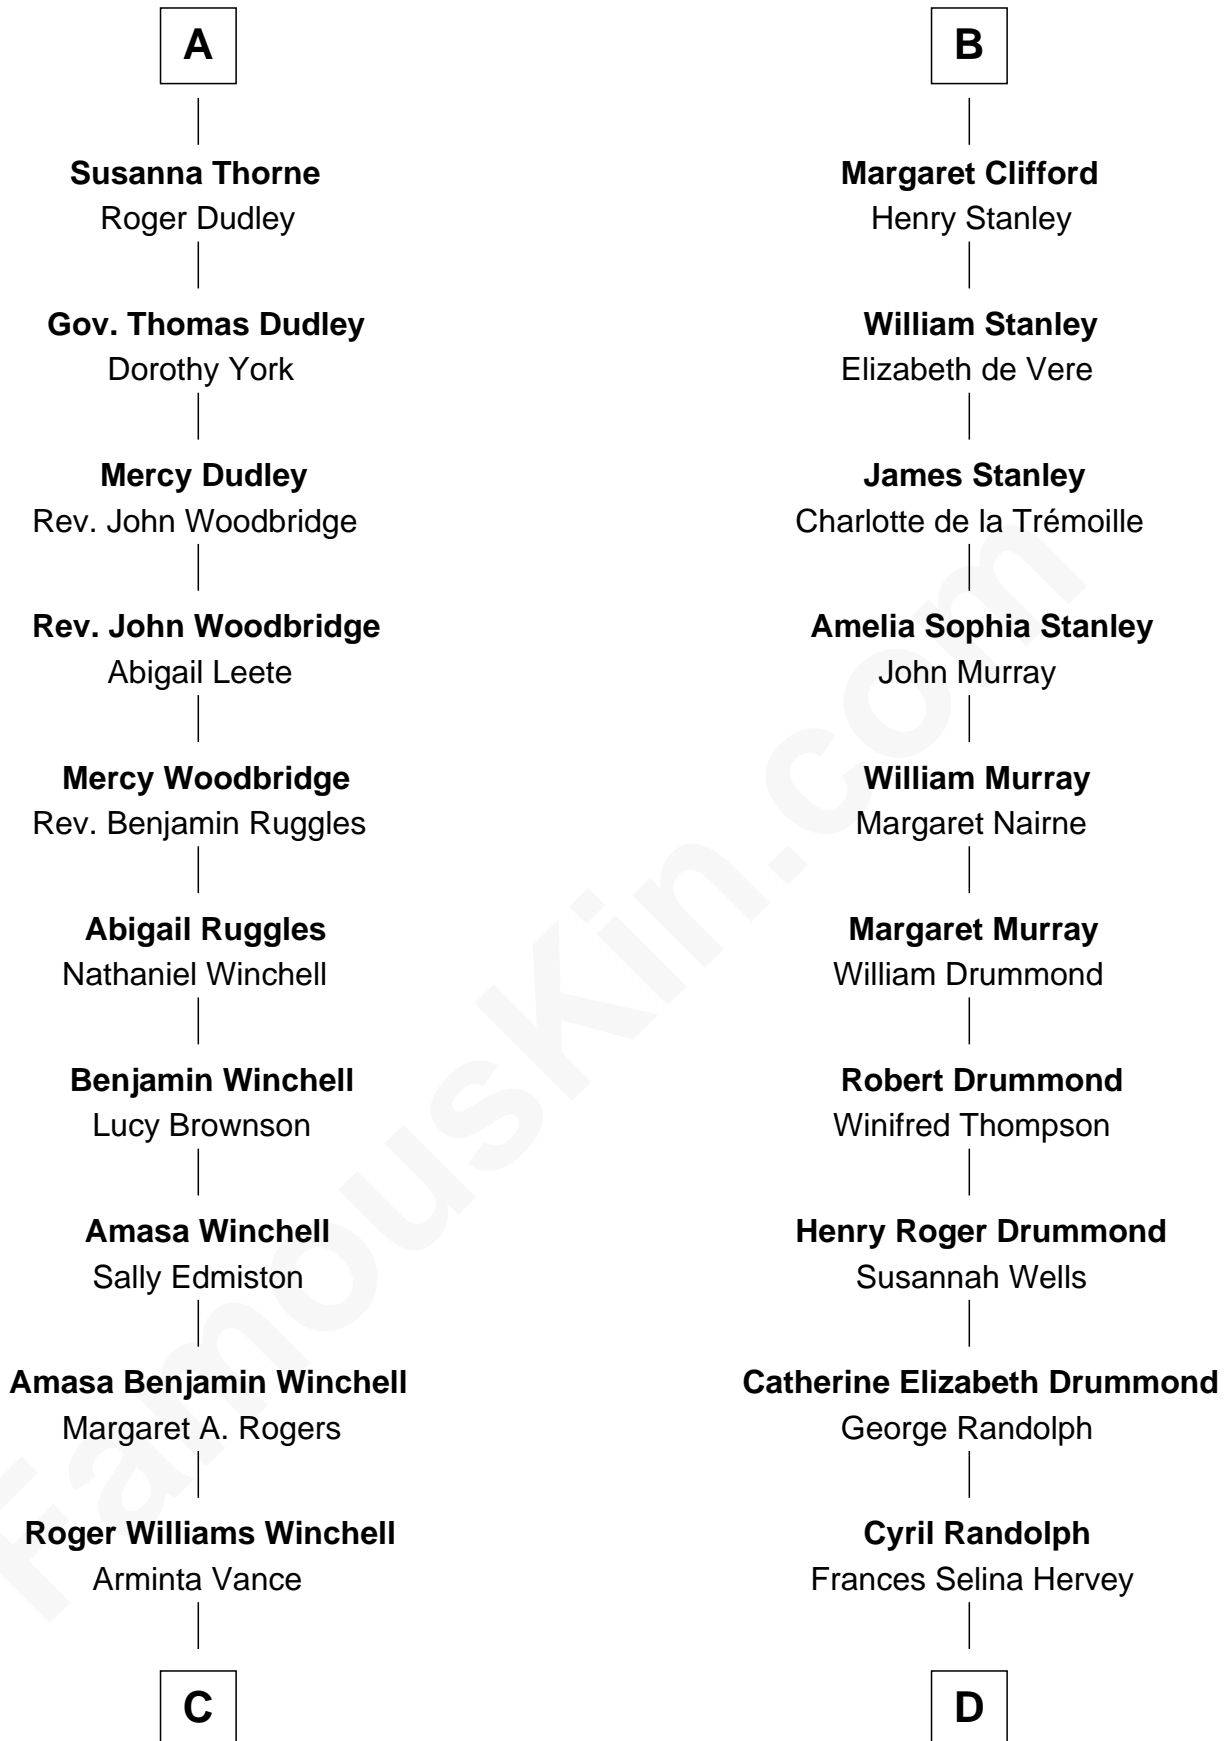 A
Susanna Thorne
Roger Dudley
Gov. Thomas Dudley
Dorothy York
Mercy Dudley
Rev. John Woodbridge
Rev. John Woodbridge
Abigail Leete
Mercy Woodbridge
Rev. Benjamin Ruggles
Abigail Ruggles
Nathaniel Winchell
Benjamin Winchell
Lucy Brownson
Amasa Winchell
Sally Edmiston
Amasa Benjamin Winchell
Margaret A. Rogers
Roger Williams Winchell
Arminta Vance
C
B
Margaret Clifford
Henry Stanley
William Stanley
Elizabeth de Vere
James Stanley
Charlotte de la Trémoille
Amelia Sophia Stanley
John Murray
William Murray
Margaret Nairne
Margaret Murray
William Drummond
Robert Drummond
Winifred Thompson
Henry Roger Drummond
Susannah Wells
Catherine Elizabeth Drummond
George Randolph
Cyril Randolph
Frances Selina Hervey
D
FamousKin.com